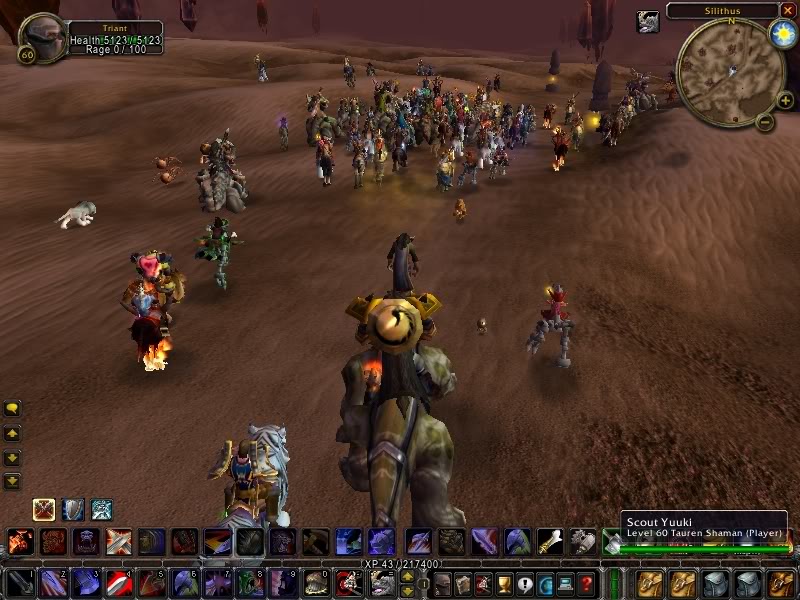 Triant
Health 5123 / 5123
Rage 0 / 100
60
Silithus
N
Scout Yuuki
Level 60 Tauren Shaman (Player)
XP 43 / 217400